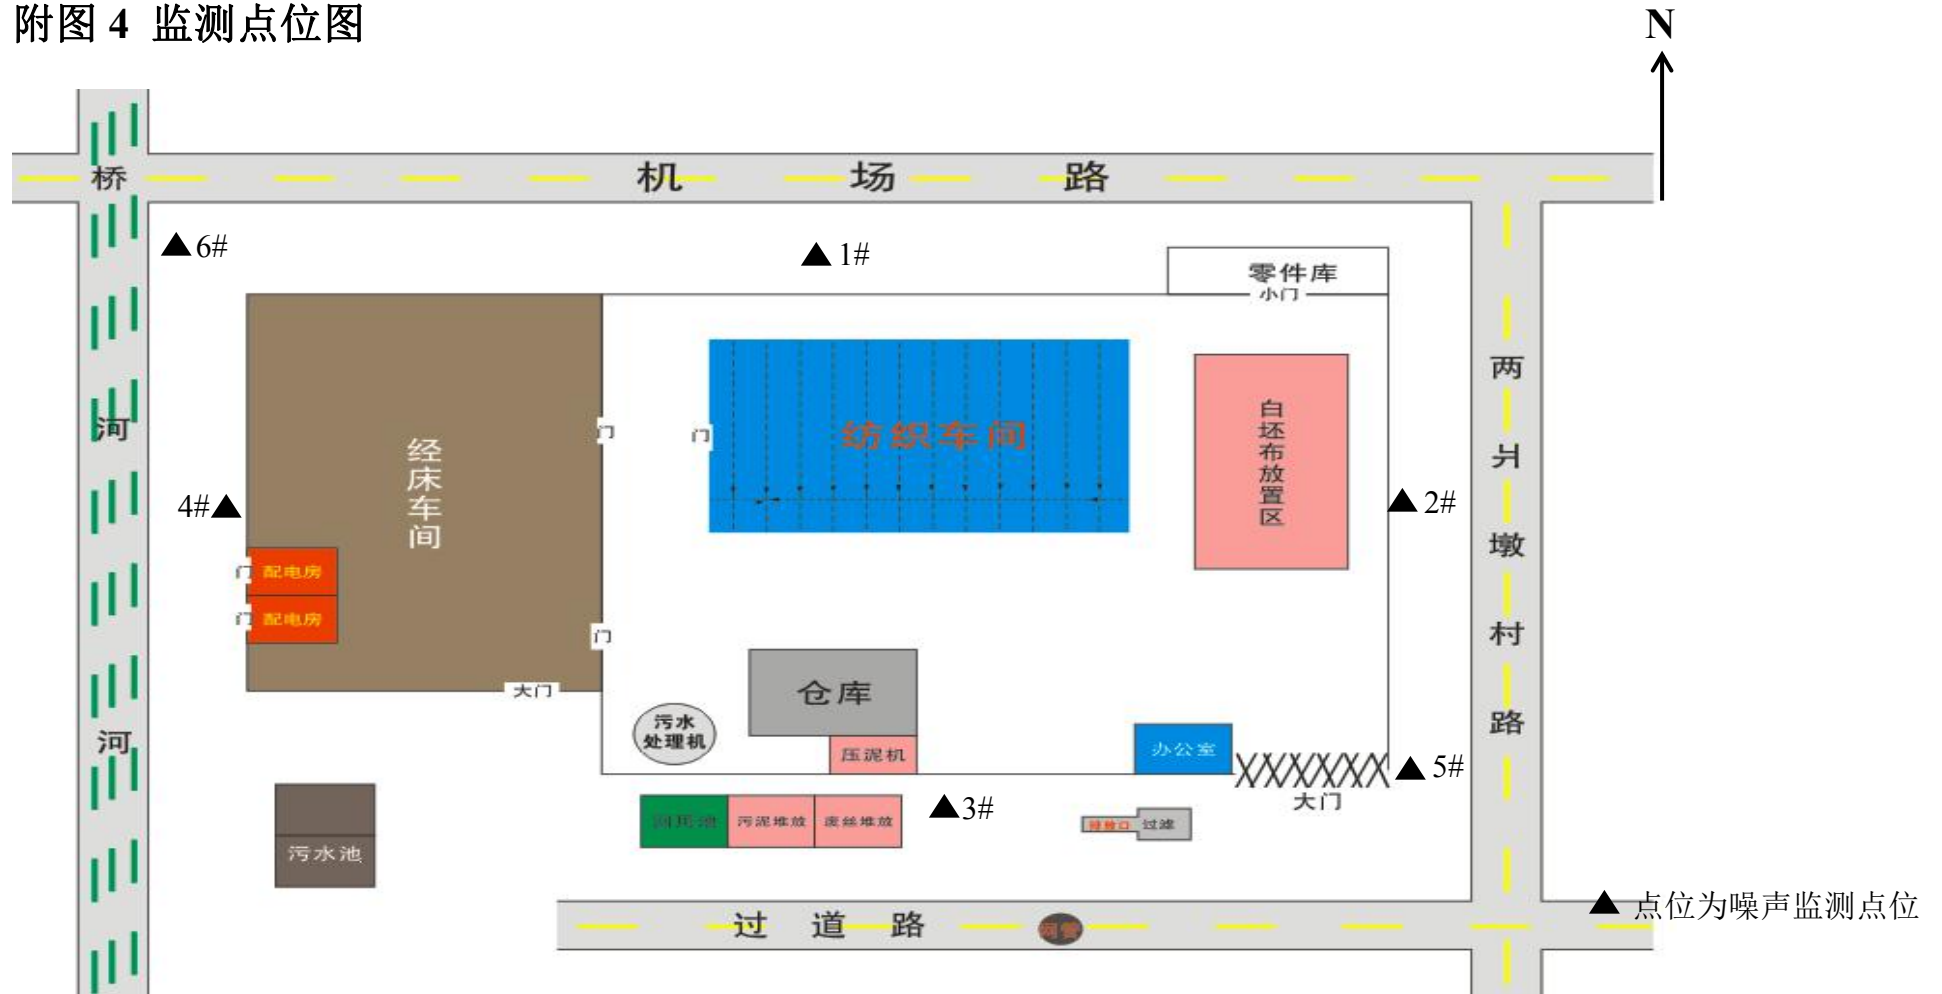 附图 4 监测点位图
N
桥
机场路
▲6#
▲1#
零件库
小门
河
河
经床车间
门
门
纺织车间
白坯布放置区
两
墩村路
4#▲
▲2#
门 配电房
门 配电房
门
大门
仓库
污水
处理机
压泥机
办公室
▲5#
大门
▲3#
污泥堆放
废丝堆放
排放口
过滤
污水池
过道路
▲ 点位为噪声监测点位